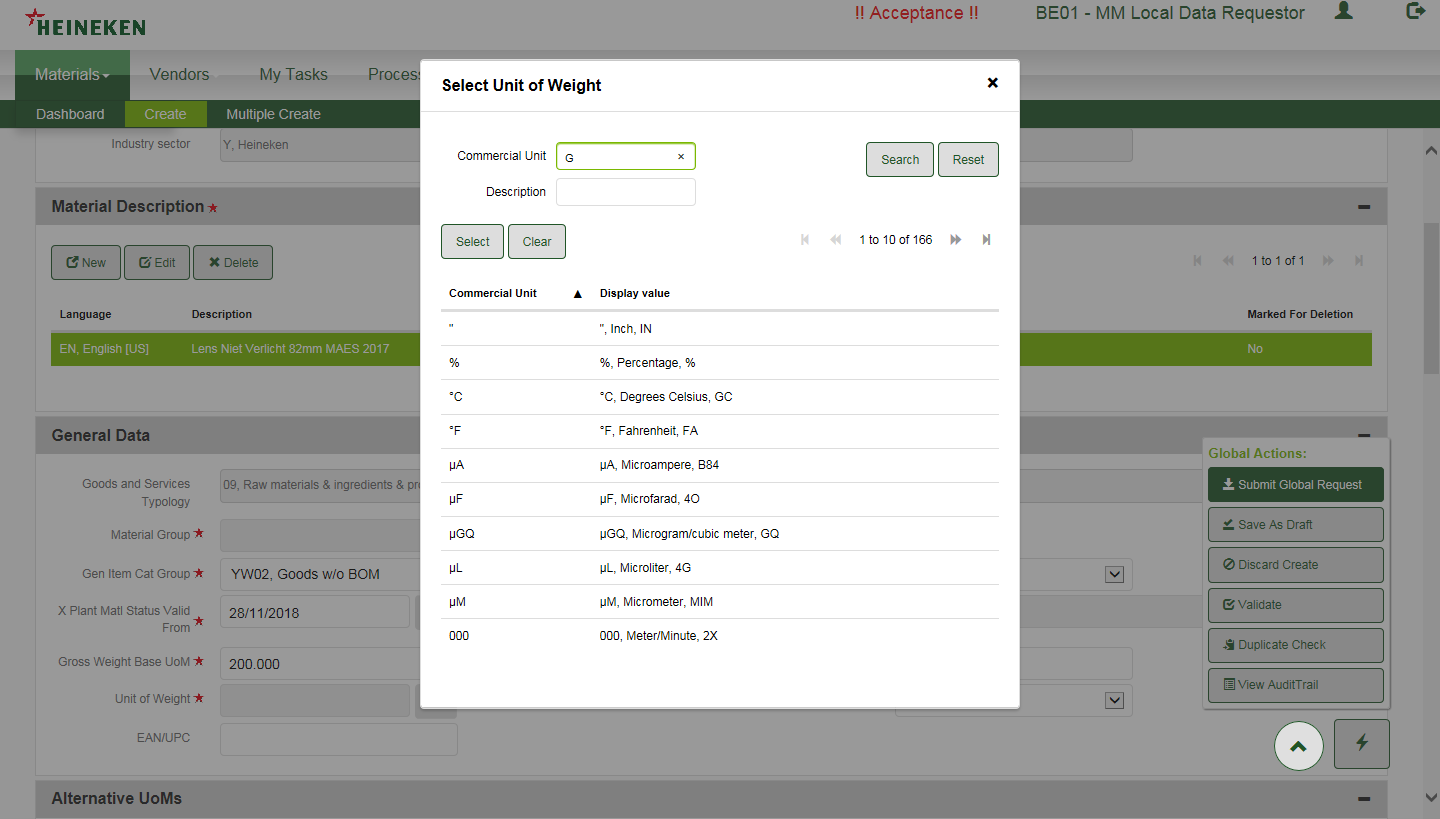 HEINEKEN
!! Acceptance !!
BE01 - MM Local Data Requestor
Materials
Vendors
My Tasks
Dashboard
Create
Multiple Create
Industry sector
Y, Heineken
Material Description
New
Edit
Delete
1 to 1 of 1
Language
Description
Marked For Deletion
EN, English [US]
Lens Niet Verlicht 82mm MAES 2017
No
General Data
Goods and Services
Typology
09, Raw materials & ingredients &
Material Group
Gen Item Cat Group
YW02, Goods w/o BOM
X Plant Matl Status Valid
From
28/11/2018
Gross Weight Base UoM
200.000
Unit of Weight
EAN/UPC
Alternative UoMs
Select Unit of Weight
Commercial Unit
G
Search
Reset
Description
Select
Clear
1 to 10 of 166
Commercial Unit
Display value
"
", Inch, IN
%
%, Percentage, %
°C
°C, Degrees Celsius, GC
°F
°F, Fahrenheit, FA
µA
µA, Microampere, B84
µF
µF, Microfarad, 4O
µGQ
µGQ, Microgram/cubic meter, GQ
µL
µL, Microliter, 4G
µM
µM, Micrometer, MIM
000
000, Meter/Minute, 2X
Global Actions:
Submit Global Request
Save As Draft
Discard Create
Validate
Duplicate Check
View AuditTrail